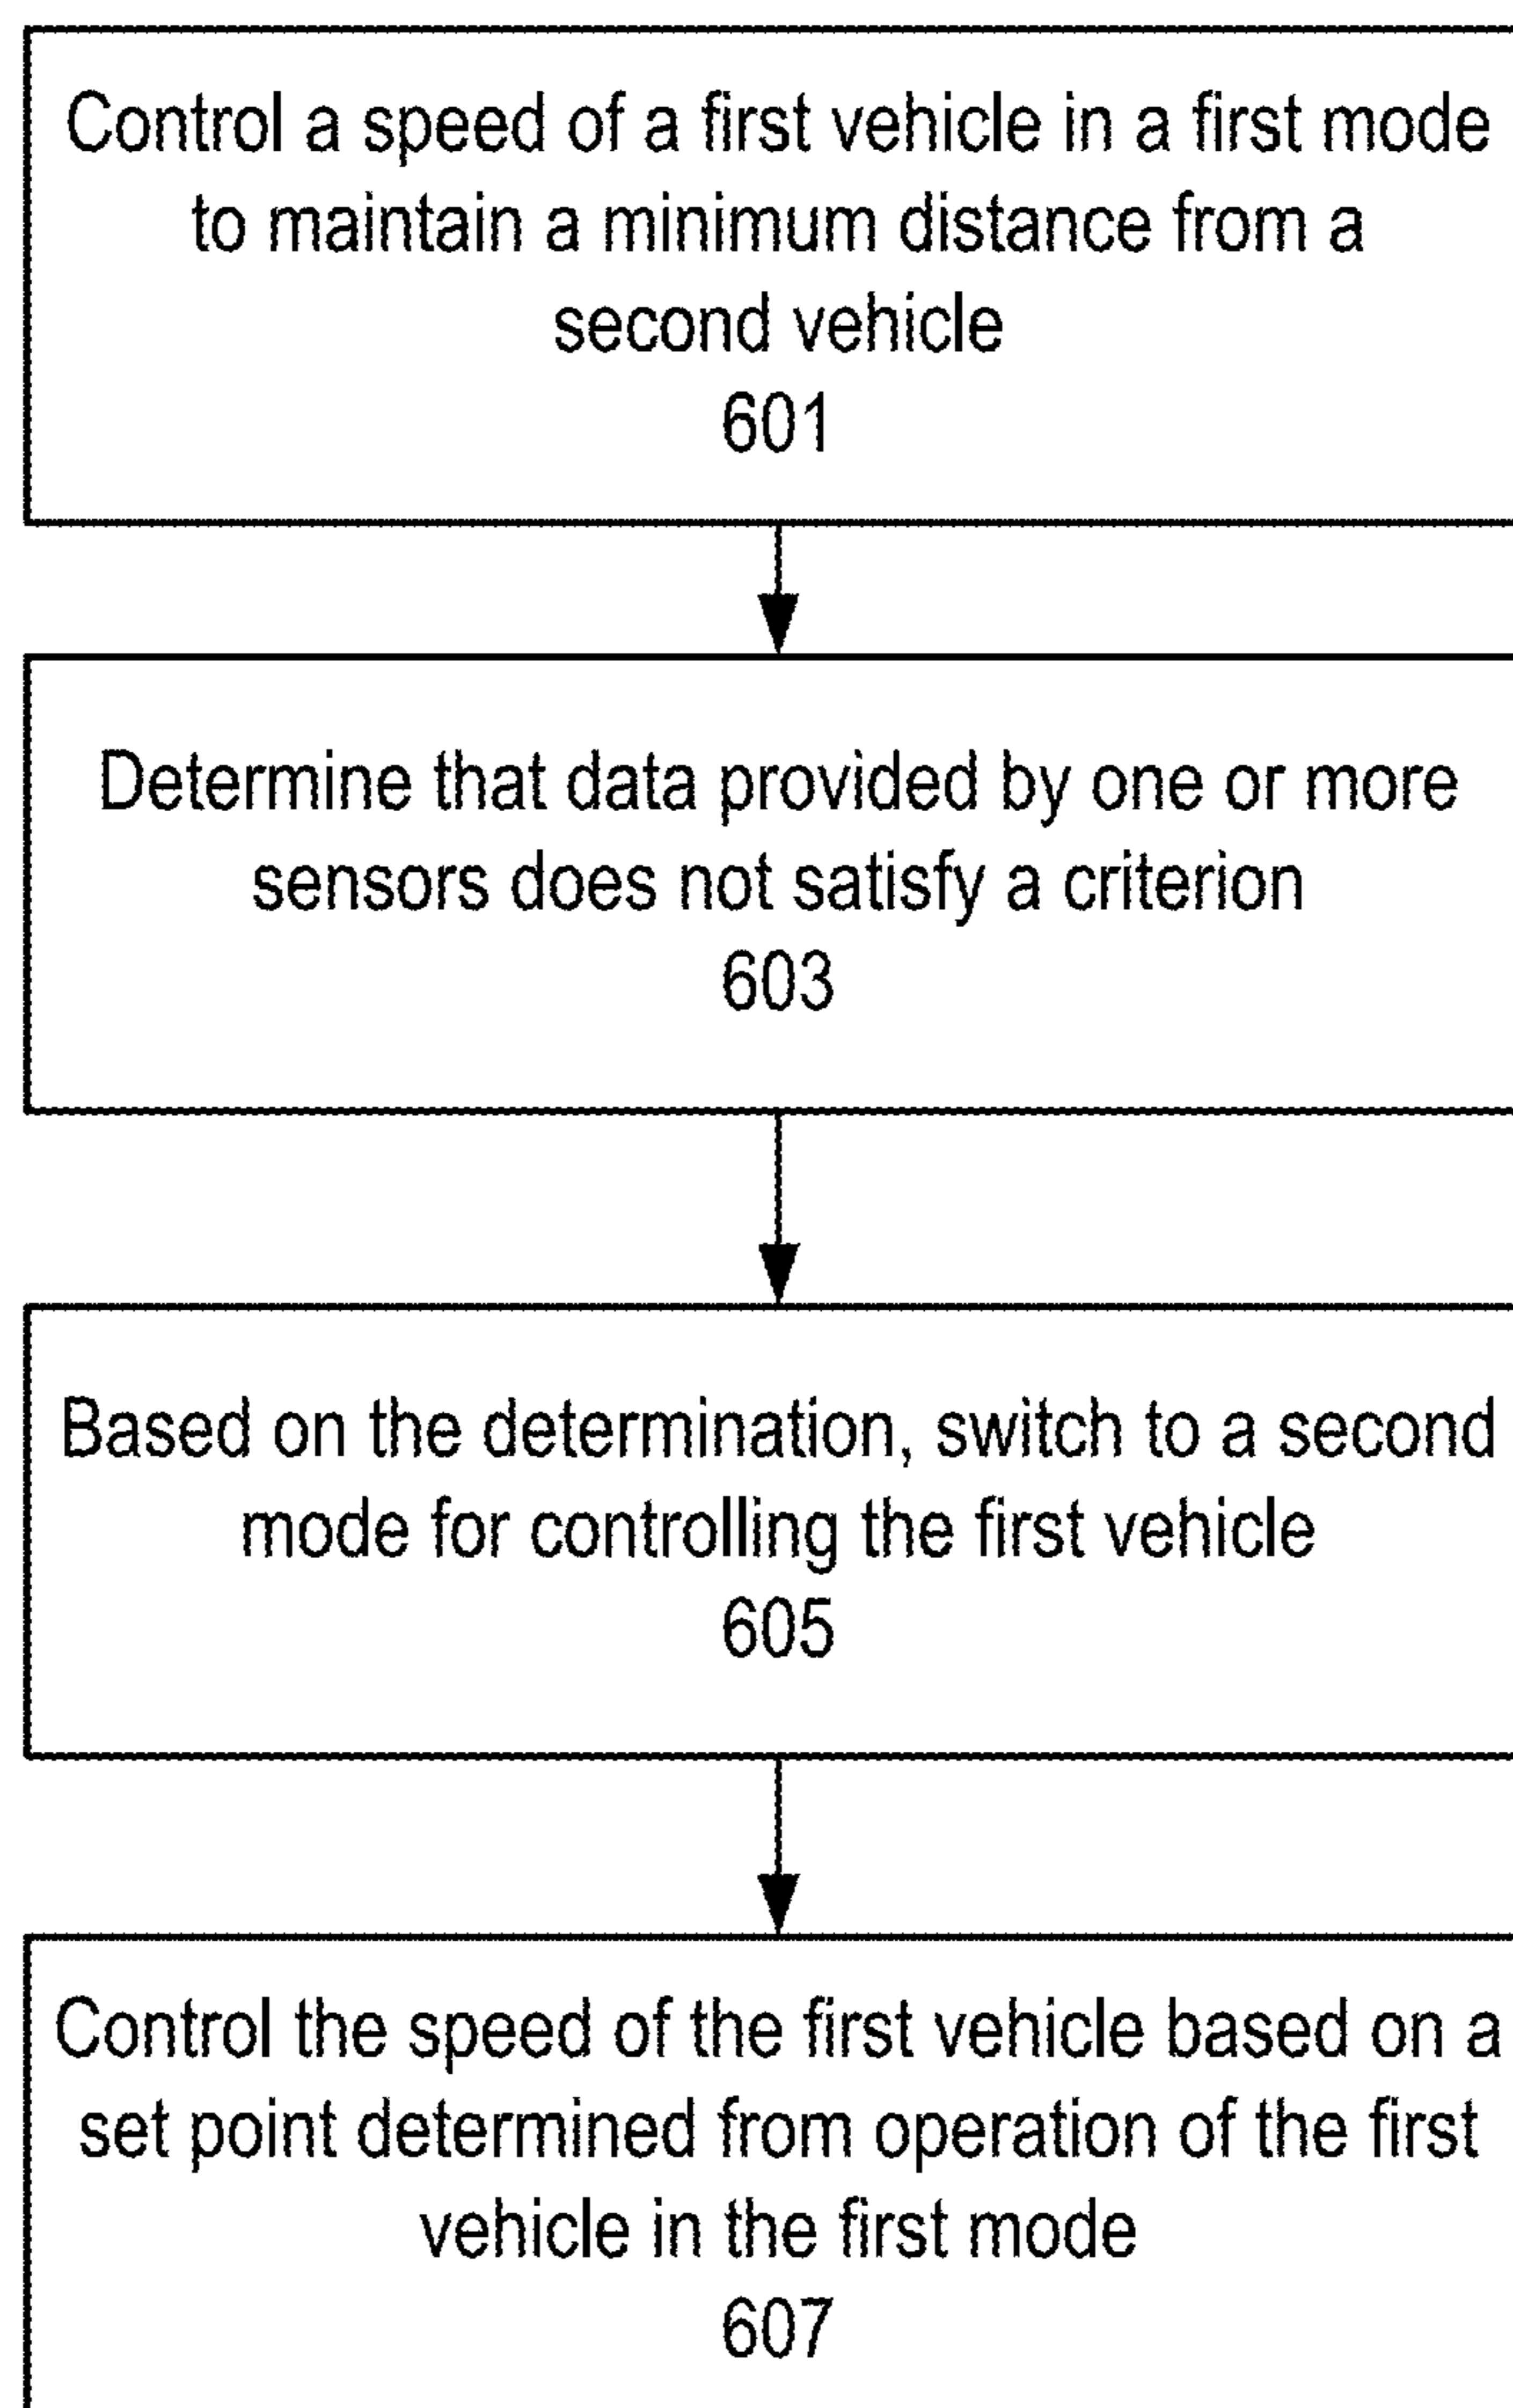 Control a speed of a first vehicle in a first mode
to maintain a minimum distance from a
second vehicle
601
Determine that data provided by one or more
sensors does not satisfy a criterion
603
Based on the determination, switch to a second
mode for controlling the first vehicle
605
Control the speed of the first vehicle based on a
set point determined from operation of the first
vehicle in the first mode
607